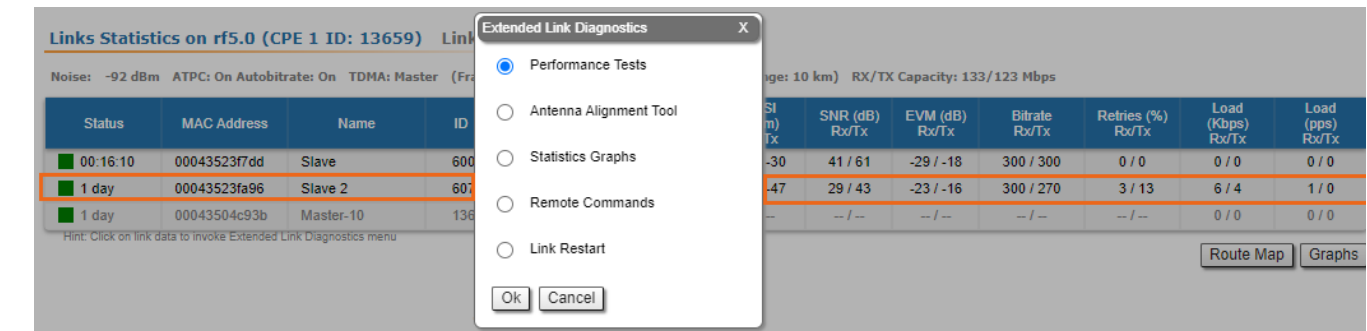 Links Statistics on rf5.0 (CPE 1 ID: 13659) Link
Extended Link Diagnostics X
Noise: -92 dBm ATPC: On Autobitrate: On TDMA: Master (Fra
10 km) RX/TX Capacity: 133/123 Mbps
Performance Tests
Antenna Alignment Tool
Statistics Graphs
Remote Commands
Link Restart
Ok Cancel
Status MAC Address Name ID SNR (dB) Rx/Tx EVM (dB) Rx/Tx Bitrate Rx/Tx Retries (%) Rx/Tx Load (Kbps) Rx/Tx Load (pps) Rx/Tx
00:16:10 00043523f7dd Slave 600 -30 41 / 61 -29 / -18 300 / 300 0 / 0 0 / 0 0 / 0
1 day 00043523fa96 Slave 2 607 -47 29 / 43 -23 / -16 300 / 270 3 / 13 6 / 4 1 / 0
1 day 00043504c93b Master-10 136 -- -- / -- -- / -- -- / -- -- / -- 0 / 0 0 / 0
Hint: Click on link data to invoke Extended Link Diagnostics menu
Route Map Graphs